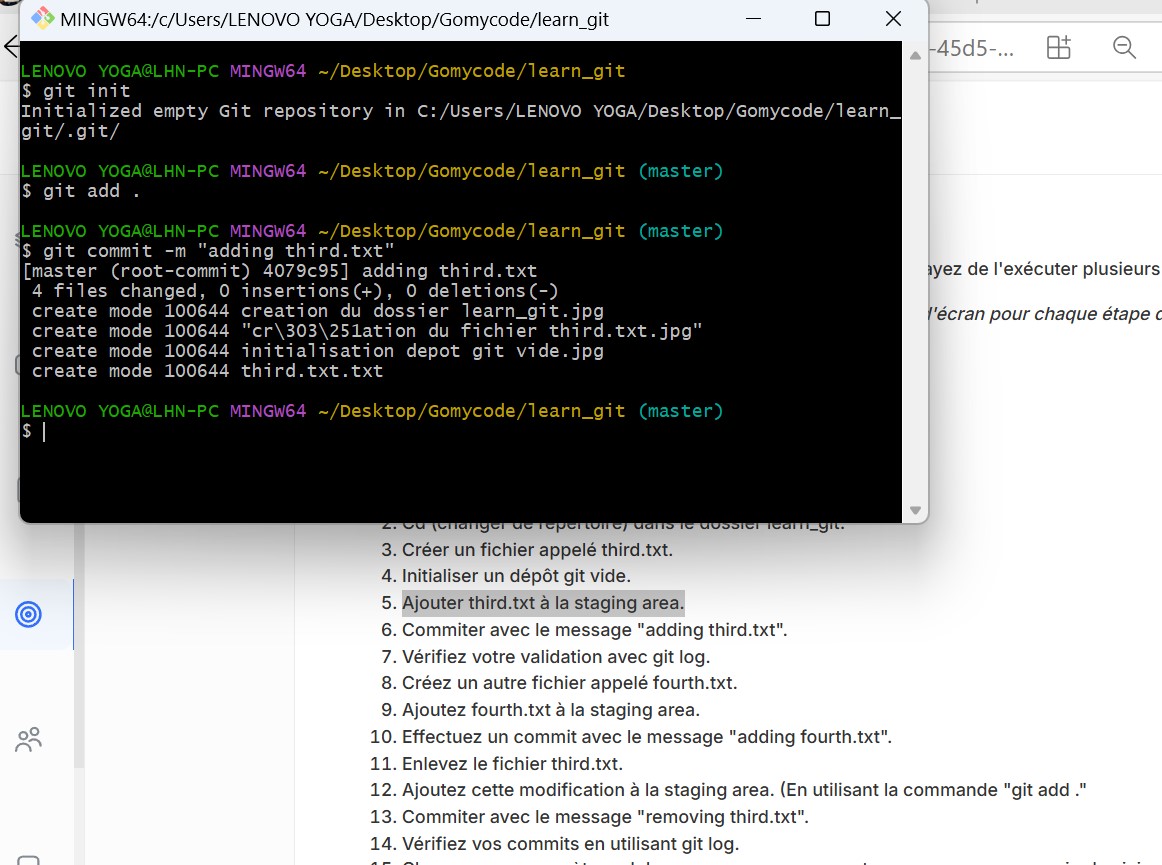 MINGW64:/c/Users/LENOVO YOGA/Desktop/Gomycode/learn_git
LENOVO YOGA@LHN-PC MINGW64 ~/Desktop/Gomycode/learn_git
$ git init
Initialized empty Git repository in C:/Users/LENOVO YOGA/Desktop/Gomycode/learn_
git/.git/
LENOVO YOGA@LHN-PC MINGW64 ~/Desktop/Gomycode/learn_git (master)
$ git add .
LENOVO YOGA@LHN-PC MINGW64 ~/Desktop/Gomycode/learn_git (master)
$ git commit -m "adding third.txt"
[master (root-commit) 4079c95] adding third.txt
4 files changed, 0 insertions(+), 0 deletions(-)
create mode 100644 creation du dossier learn_git.jpg
create mode 100644 "cr\303\251ation du fichier third.txt.jpg"
create mode 100644 initialisation depot git vide.jpg
create mode 100644 third.txt.txt
LENOVO YOGA@LHN-PC MINGW64 ~/Desktop/Gomycode/learn_git (master)
$
-45d5-...
ayez de l'exécuter plusieurs
d'écran pour chaque étape
2. Cd (changer de répertoire) dans le dossier learn_git.
3. Créer un fichier appelé third.txt.
4. Initialiser un dépôt git vide.
5. Ajouter third.txt à la staging area.
6. Commiter avec le message "adding third.txt".
7. Vérifiez votre validation avec git log.
8. Créez un autre fichier appelé fourth.txt.
9. Ajoutez fourth.txt à la staging area.
10. Effectuez un commit avec le message "adding fourth.txt".
11. Enlevez le fichier third.txt.
12. Ajoutez cette modification à la staging area. (En utilisant la commande "git add ."
13. Commiter avec le message "removing third.txt".
14. Vérifiez vos commits en utilisant git log.